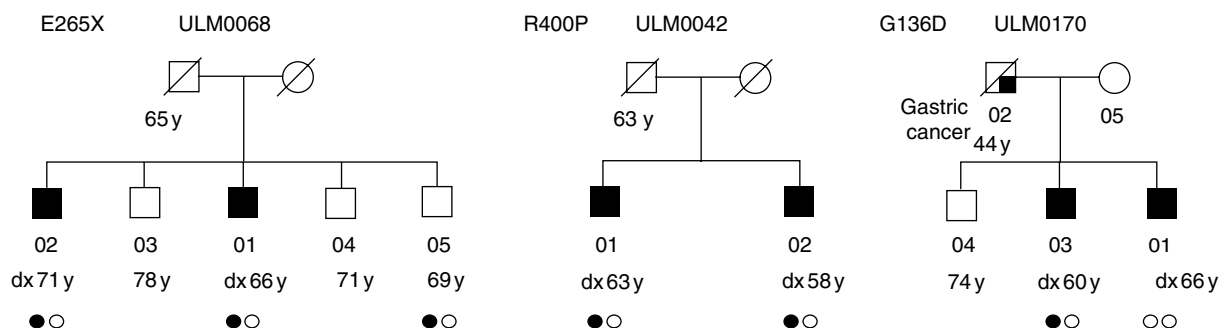 E265X ULM0068 R400P ULM0042 G136D ULM0170
65 y 63 y Gastric cancer 02 44 y 05
02 03 01 04 05 01 02 04 03 01
dx 71 y 78 y dx 66 y 71 y 69 y dx 63 y dx 58 y 74 y dx 60 y dx 66 y